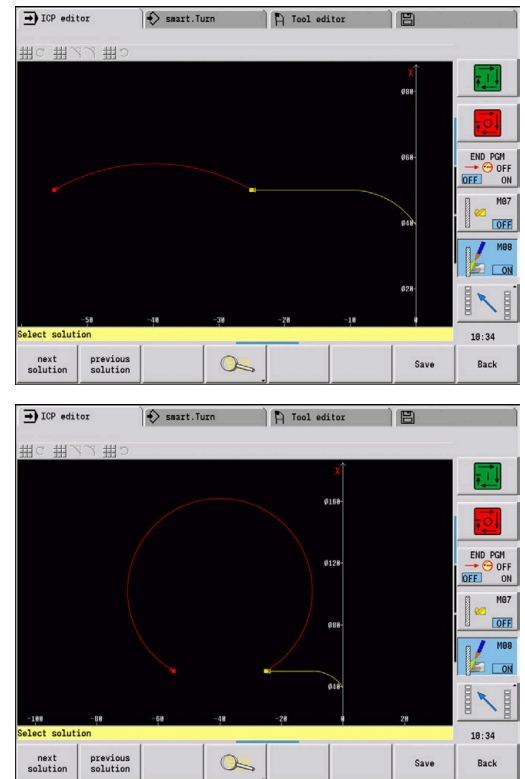 ICP editor
smart.Turn
Tool editor
X
Ø80
Ø60
Ø40
Ø20
-50
-40
-30
-20
-10
0
END PGM
OFF
OFF ON
M07
OFF
M08
ON
Select solution
10:34
next solution
previous solution
Save
Back
ICP editor
smart.Turn
Tool editor
X
Ø160
Ø120
Ø80
Ø40
-100
-80
-60
-40
-20
0
20
END PGM
OFF
OFF ON
M07
OFF
M08
ON
Select solution
10:34
next solution
previous solution
Save
Back